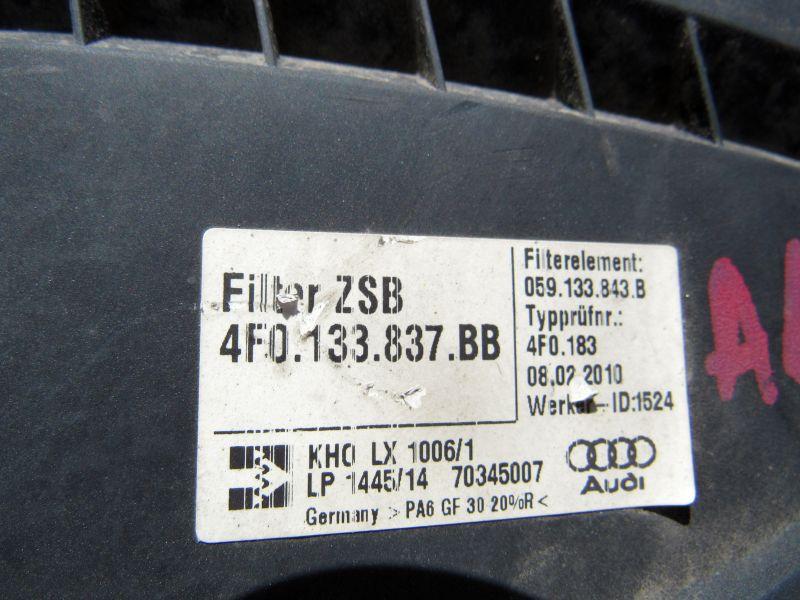 Filter ZSB
4F0.133.837.BB
Filterelement:
059.133.843.B
Typprüfnr.:
4F0.183
08.02.2010
Werker-ID:1524
KHO LX 1006/1
LP 1445/14 70345007
Germany > PA6 GF 30 20%R <
Audi